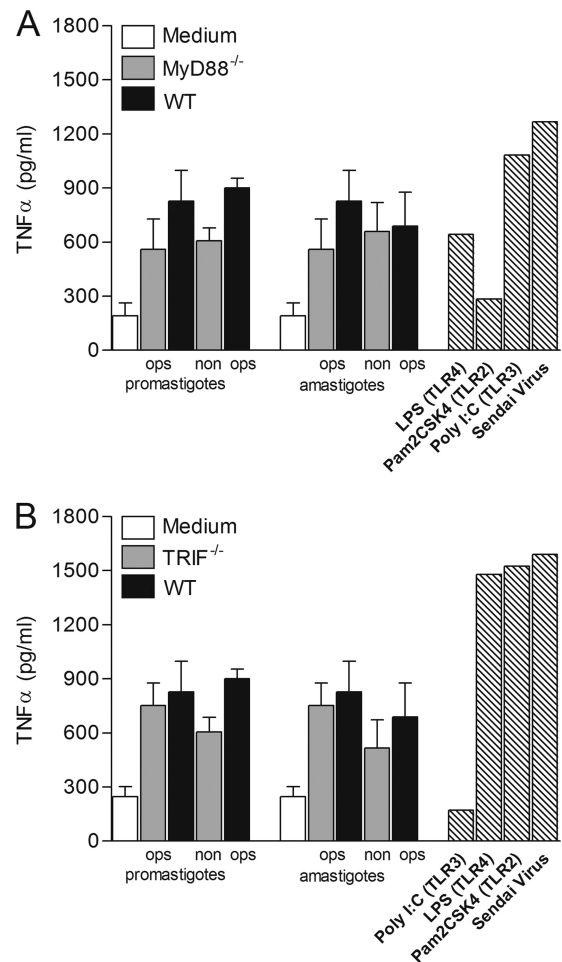 A
TNFα (pg/ml)
1800
1500
1200
900
600
300
0
Medium
MyD88-/-
WT
ops non ops
promastigotes
ops non ops
amastigotes
LPS (TLR4)
Pam2CSK4 (TLR2)
Poly I:C (TLR3)
Sendai Virus
B
TNFα (pg/ml)
1800
1500
1200
900
600
300
0
Medium
TRIF-/-
WT
ops non ops
promastigotes
ops non ops
amastigotes
Poly I:C (TLR3)
LPS (TLR4)
Pam2CSK4 (TLR2)
Sendai Virus